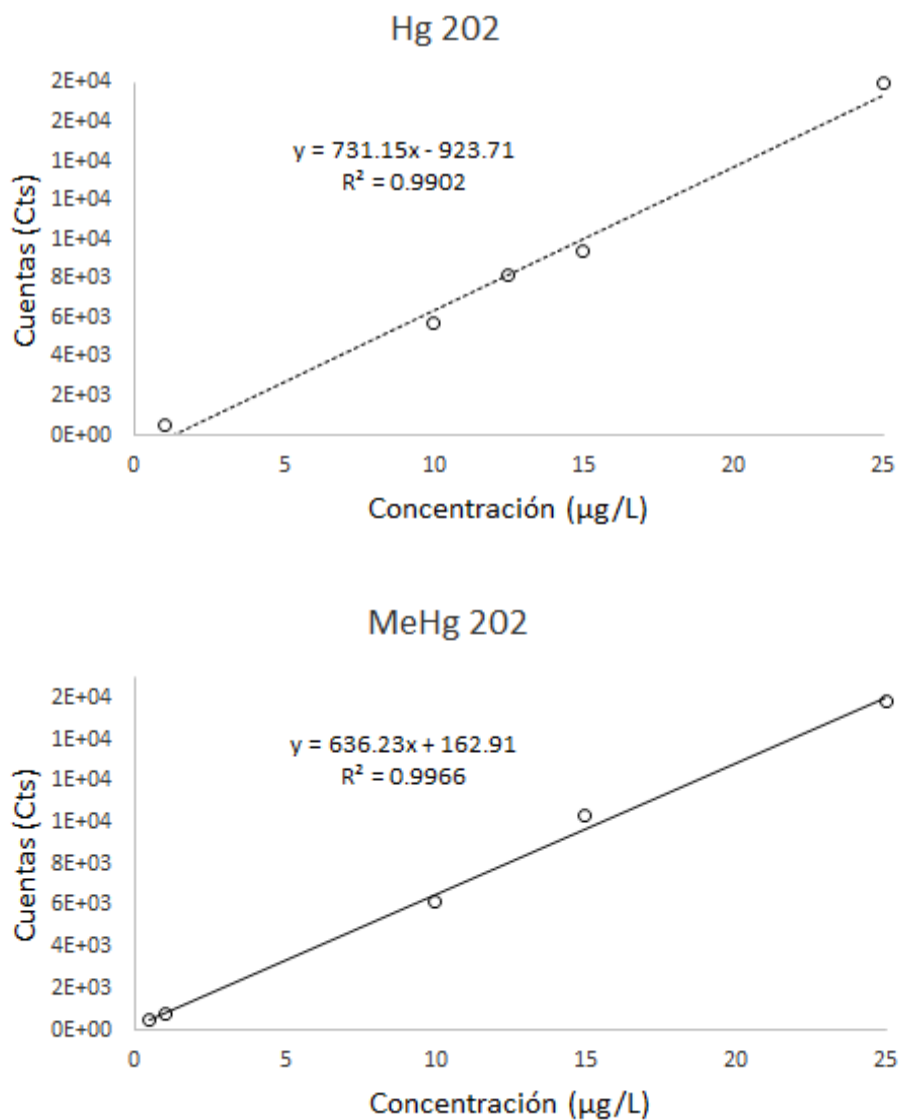 Hg 202
2E+04
2E+04
1E+04
1E+04
1E+04
8E+03
6E+03
4E+03
2E+03
0E+00
Cuentas (Cts)
y = 731.15x - 923.71
R² = 0.9902
0 5 10 15 20 25
Concentración (µg/L)
MeHg 202
2E+04
1E+04
1E+04
1E+04
8E+03
6E+03
4E+03
2E+03
0E+00
Cuentas (Cts)
y = 636.23x + 162.91
R² = 0.9966
0 5 10 15 20 25
Concentración (µg/L)